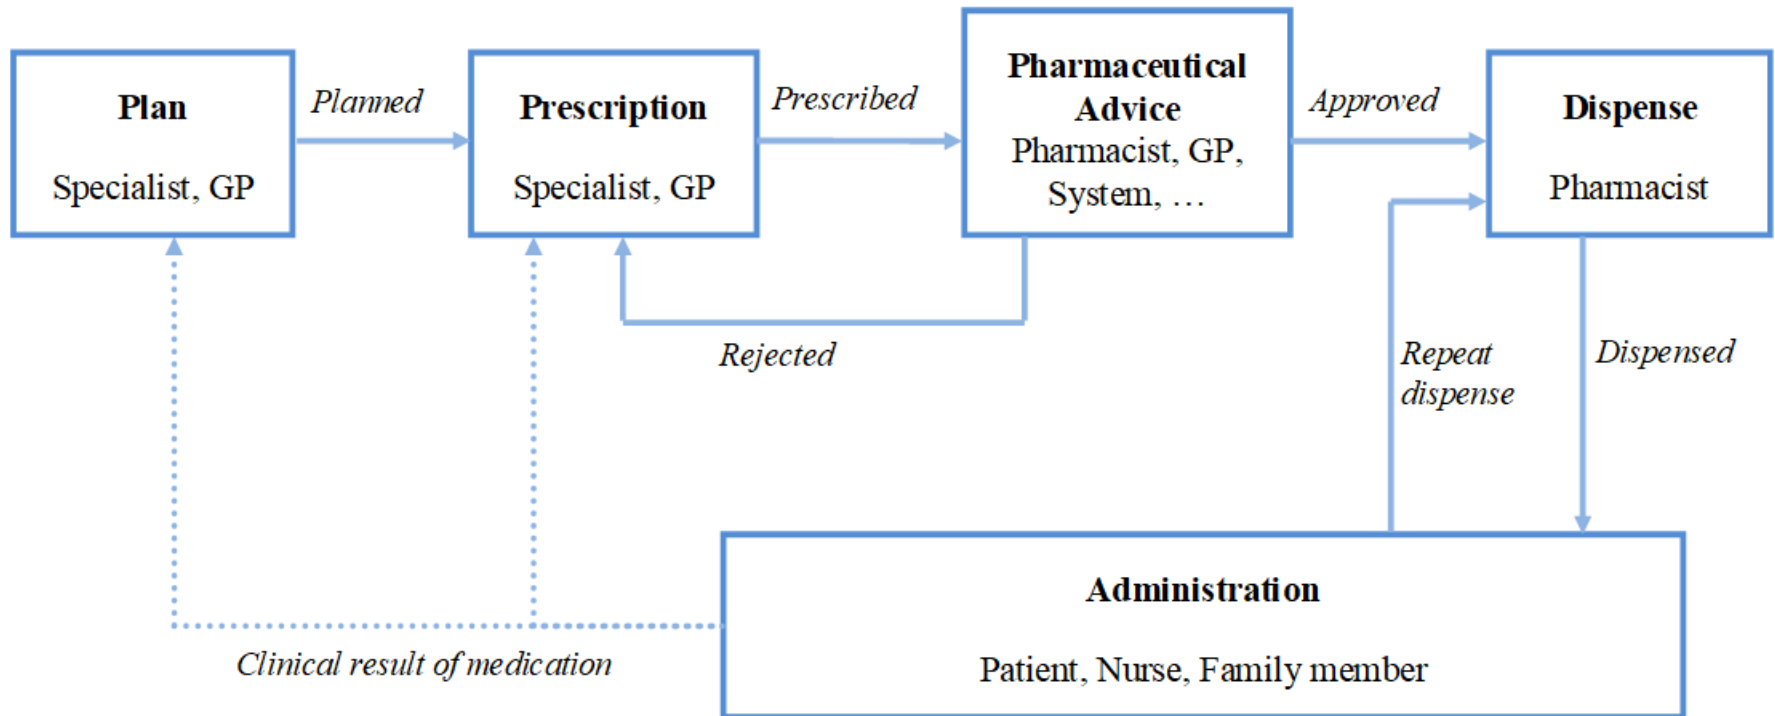 Plan
Specialist, GP
Planned
Prescription
Specialist, GP
Prescribed
Pharmaceutical
Advice
Pharmacist, GP,
System, …
Approved
Dispense
Pharmacist
Rejected
Repeat
dispense
Dispensed
Administration
Patient, Nurse, Family member
Clinical result of medication